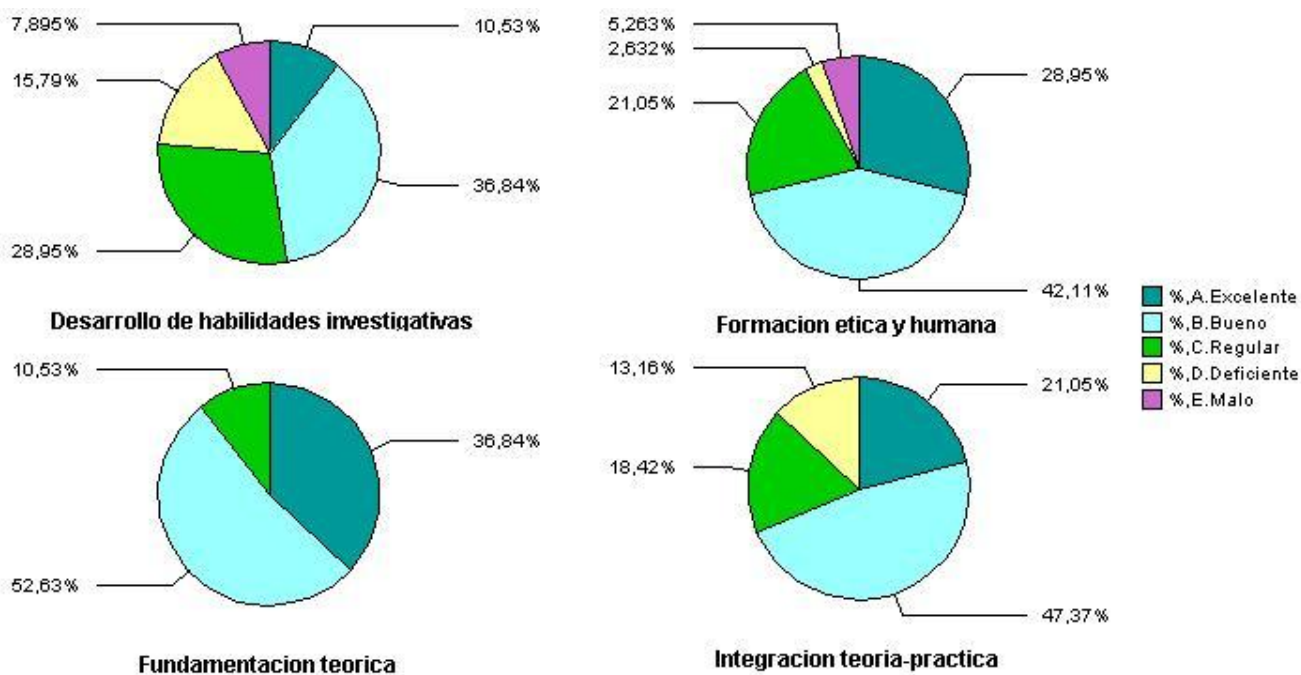 7,895%
10,53%
15,79%
36,84%
28,95%
Desarrollo de habilidades investigativas
5,263%
2,632%
28,95%
21,05%
42,11%
Formacion etica y humana
%,A.Excelente
%,B.Bueno
%,C.Regular
%,D.Deficiente
%,E.Malo
10,53%
36,84%
52,63%
Fundamentacion teorica
13,16%
21,05%
18,42%
47,37%
Integracion teoria-practica